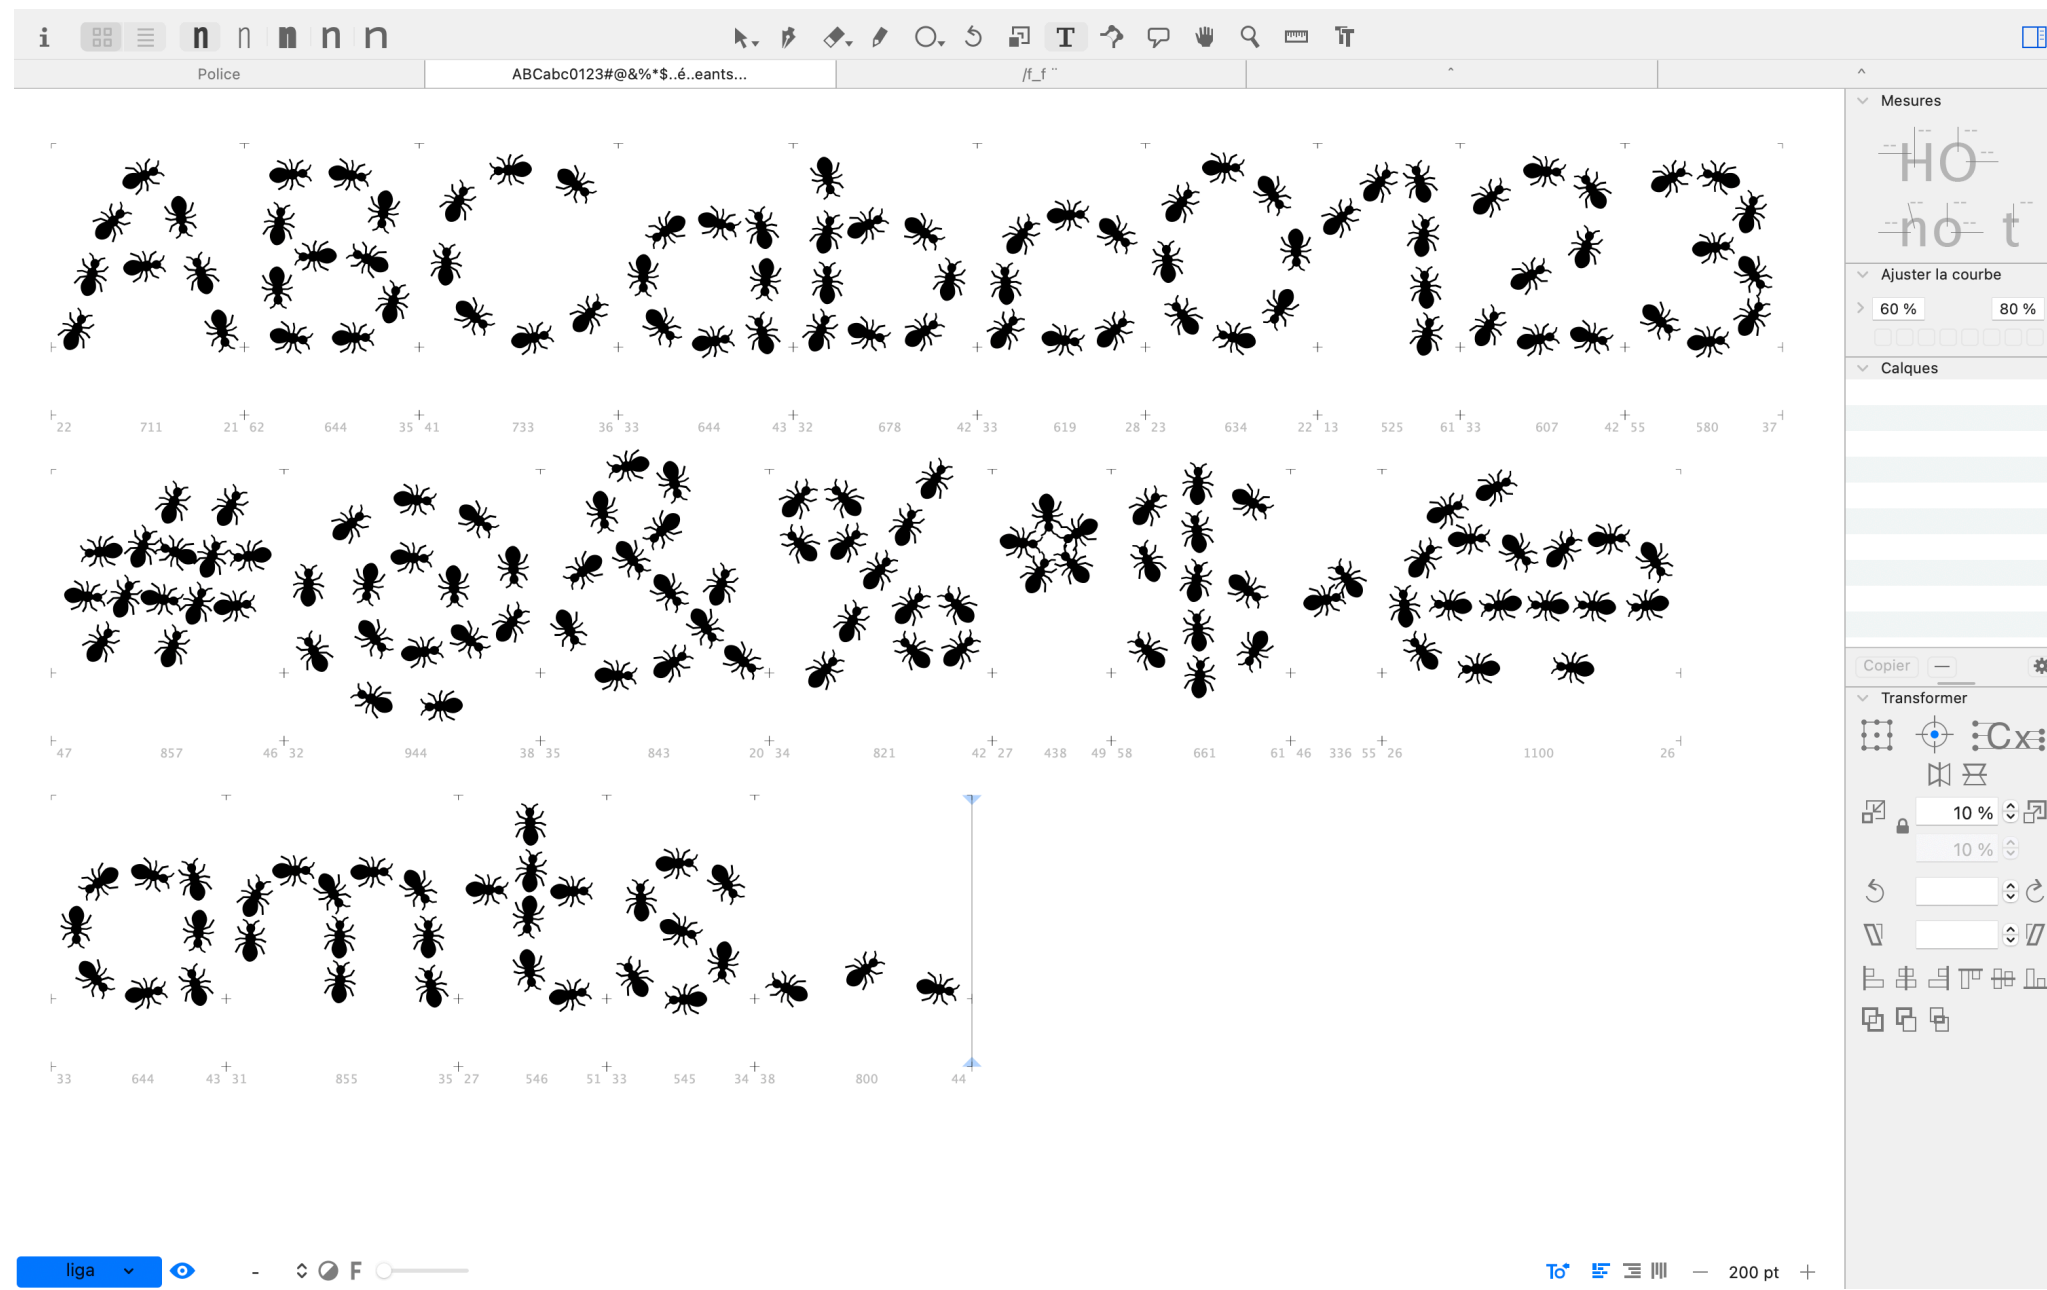 n n n n n T
Police
ABCabc0123#@&%*$..é..eants...
/f_f ¨
^
^
ABCabc0123
22 711 21 62 644 35 41 733 36 33 644 43 32 678 42 33 619 28 23 634 22 13 525 61 33 607 42 55 580 37
#@&%*$
47 857 46 32 944 38 35 843 20 34 821 42 27 438 49 58 661 61 46 336 55 26 1100 26
amts...
33 644 43 31 855 35 27 546 51 33 545 34 38 800 44
Mesures
HO
no t
Ajuster la courbe
60 % 80 %
Calques
Copier
Transformer
Cx
10 %
10 %
liga - F
200 pt